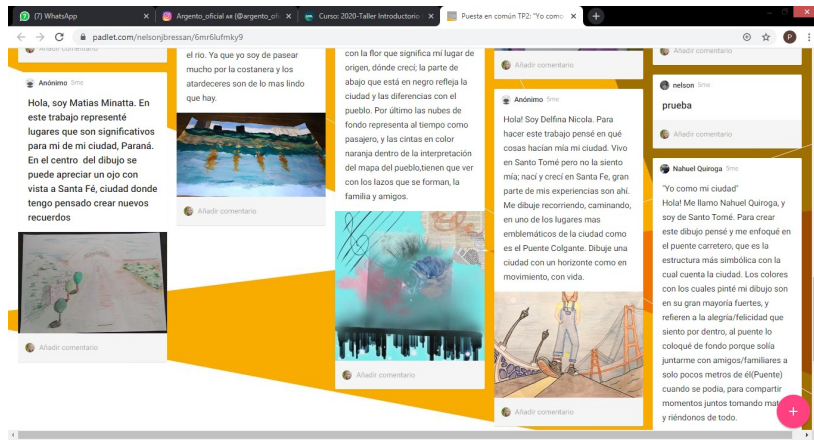 (7) WhatsApp
Argento_oficial
Curso: 2020-Taller Introductorio
Puesta en común TP2: "Yo como
padlet.com/nelsonjbressan/6mr6lufmky9
P
Añadir comentario
Anónimo 5me
Hola, soy Matias Minatta. En
este trabajo representé
lugares que son significativos
para mi de mi ciudad, Paraná.
En el centro del dibujo se
puede apreciar un ojo con
vista a Santa Fé, ciudad donde
tengo pensado crear nuevos
recuerdos
Añadir comentario
el río. Ya que yo soy de pasear
mucho por la costanera y los
atardeceres son de lo mas lindo
que hay.
Añadir comentario
con la flor que significa mí lugar de
origen, dónde crecí; la parte de
abajo que está en negro refleja la
ciudad y las diferencias con el
pueblo. Por último las nubes de
fondo representa al tiempo como
pasajero, y las cintas en color
naranja dentro de la interpretación
del mapa del pueblo,tienen que ver
con los lazos que se forman, la
familia y amigos.
Añadir comentario
Añadir comentario
Anónimo 5me
Hola! Soy Delfina Nicola. Para
hacer este trabajo pensé en qué
cosas hacían mía mi ciudad. Vivo
en Santo Tomé pero no la siento
mía; nací y crecí en Santa Fe, gran
parte de mis experiencias son ahí.
Me dibuje recorriendo, caminando,
en uno de los lugares mas
emblemáticos de la ciudad como
es el Puente Colgante. Dibuje una
ciudad con un horizonte como en
movimiento, con vida.
Añadir comentario
nelson 5me
prueba
Añadir comentario
Nahuel Quiroga 5me
"Yo como mi ciudad"
Hola! Me llamo Nahuel Quiroga, y
soy de Santo Tomé. Para crear
este dibujo pensé y me enfoqué en
el puente carretero, que es la
estructura más simbólica con la
cual cuenta la ciudad. Los colores
con los cuales pinté mi dibujo son
en su gran mayoría fuertes, y
refieren a la alegría/felicidad que
siento por dentro, al puente lo
coloqué de fondo porque solía
juntarme con amigos/familiares a
solo pocos metros de él(Puente)
cuando se podia, para compartir
momentos juntos tomando
y riéndonos de todo.